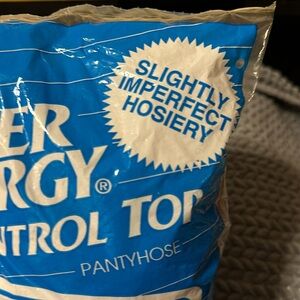 SLIGHTLY
IMPERFECT
HOSIERY
ER
RGY®
NTROL TOP
PANTYHOSE